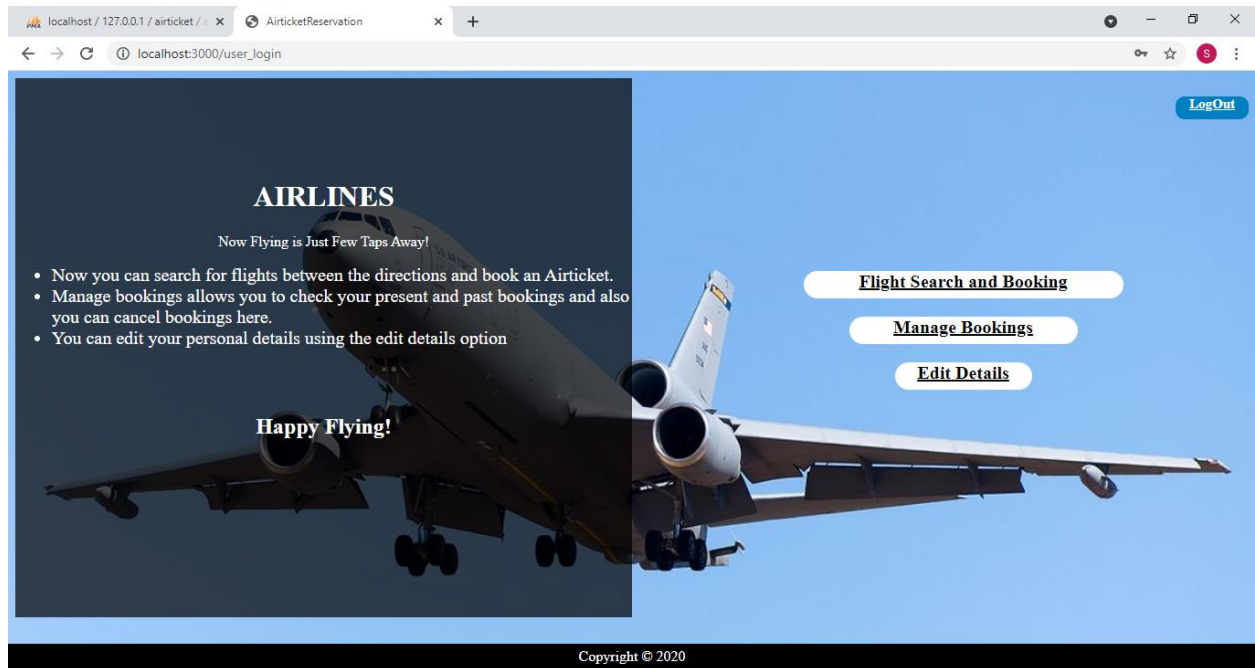 localhost / 127.0.0.1 / airticket / a
AirticketReservation
localhost:3000/user_login
S
LogOut
AIRLINES
Now Flying is Just Few Taps Away!
Now you can search for flights between the directions and book an Airticket.
Manage bookings allows you to check your present and past bookings and also
you can cancel bookings here.
You can edit your personal details using the edit details option
Happy Flying!
Flight Search and Booking
Manage Bookings
Edit Details
Copyright © 2020